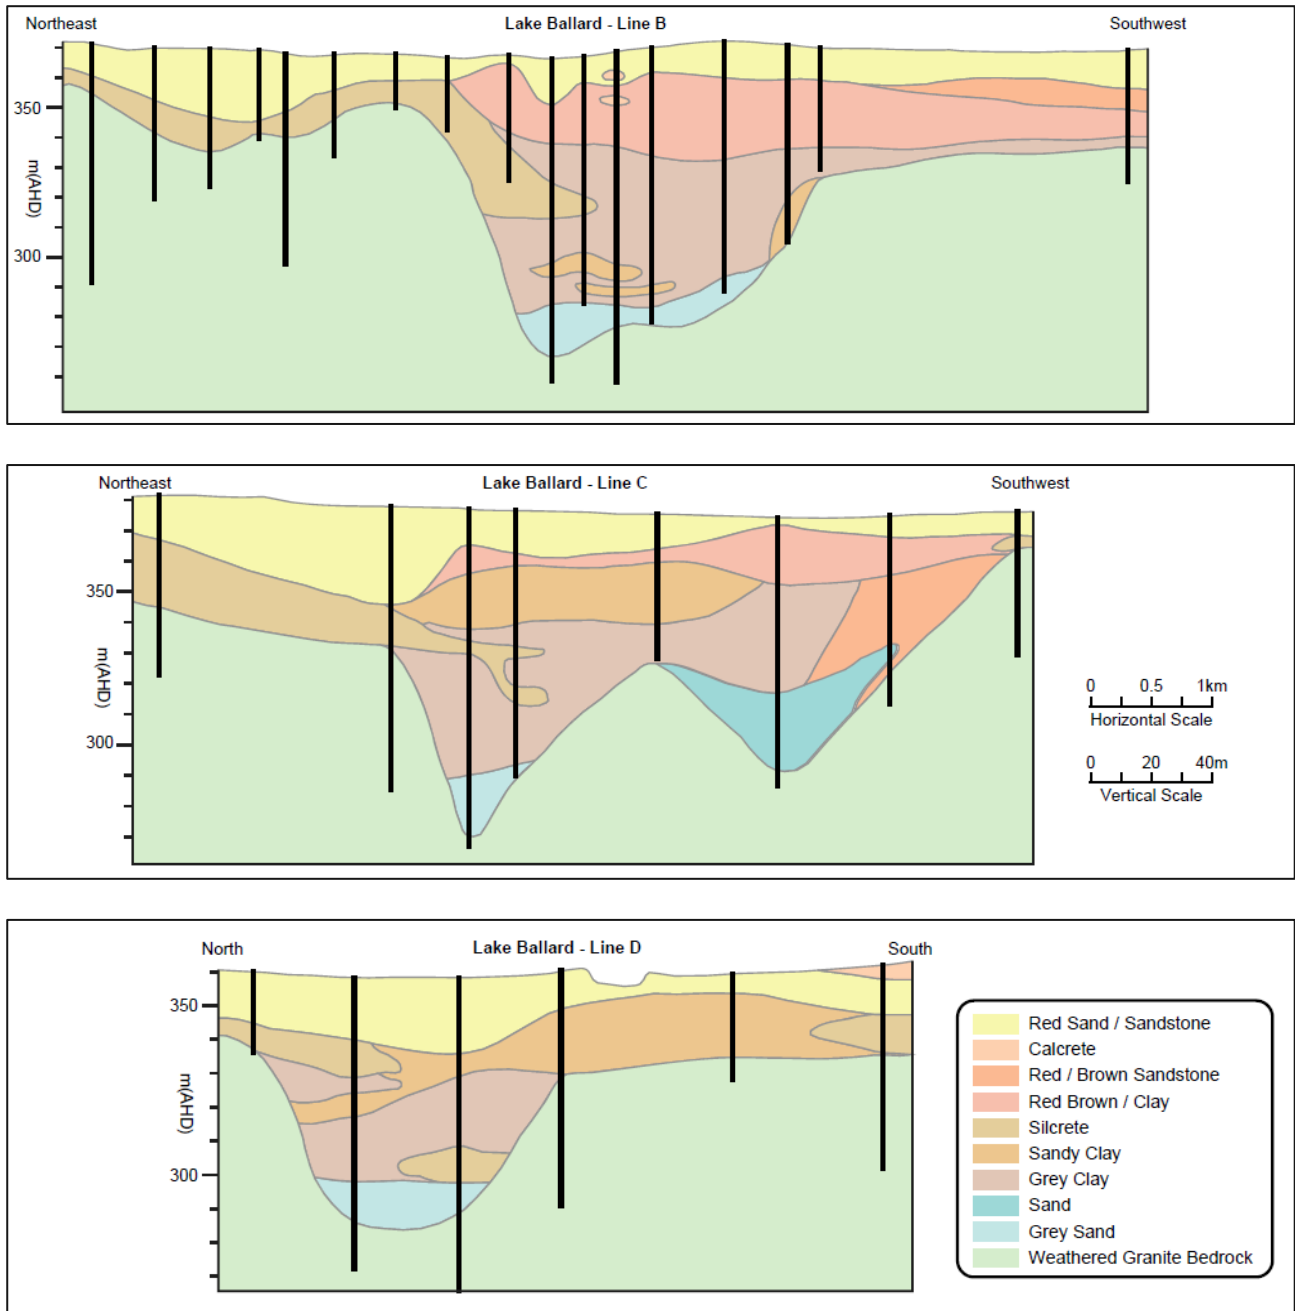 Northeast
Lake Ballard - Line B
Southwest
350
m(AHD)
300
Northeast
Lake Ballard - Line C
Southwest
350
m(AHD)
300
0 0.5 1km
Horizontal Scale
0 20 40m
Vertical Scale
North
Lake Ballard - Line D
South
350
m(AHD)
300
Red Sand / Sandstone
Calcrete
Red / Brown Sandstone
Red Brown / Clay
Silcrete
Sandy Clay
Grey Clay
Sand
Grey Sand
Weathered Granite Bedrock